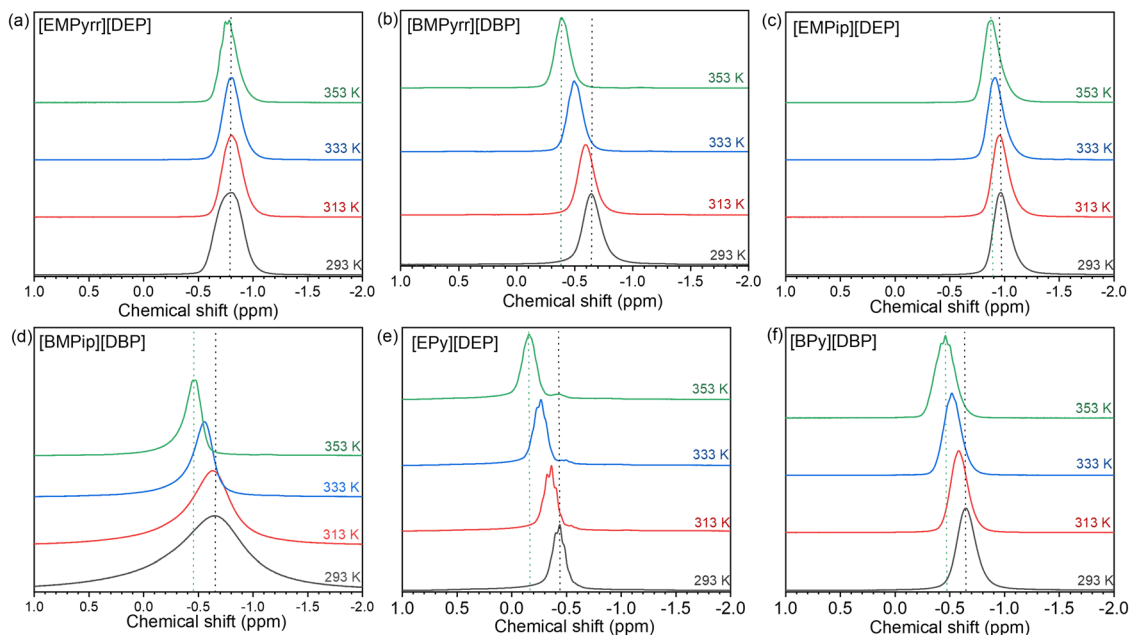 (a) [EMPyrr][DEP]
353 K
333 K
313 K
293 K
1.0 0.5 0.0 -0.5 -1.0 -1.5 -2.0
Chemical shift (ppm)
(b) [BMPyrr][DBP]
353 K
333 K
313 K
293 K
1.0 0.5 0.0 -0.5 -1.0 -1.5 -2.0
Chemical shift (ppm)
(c) [EMPip][DEP]
353 K
333 K
313 K
293 K
1.0 0.5 0.0 -0.5 -1.0 -1.5 -2.0
Chemical shift (ppm)
(d) [BMPip][DBP]
353 K
333 K
313 K
293 K
1.0 0.5 0.0 -0.5 -1.0 -1.5 -2.0
Chemical shift (ppm)
(e) [EPy][DEP]
353 K
333 K
313 K
293 K
1.0 0.5 0.0 -0.5 -1.0 -1.5 -2.0
Chemical shift (ppm)
(f) [BPy][DBP]
353 K
333 K
313 K
293 K
1.0 0.5 0.0 -0.5 -1.0 -1.5 -2.0
Chemical shift (ppm)